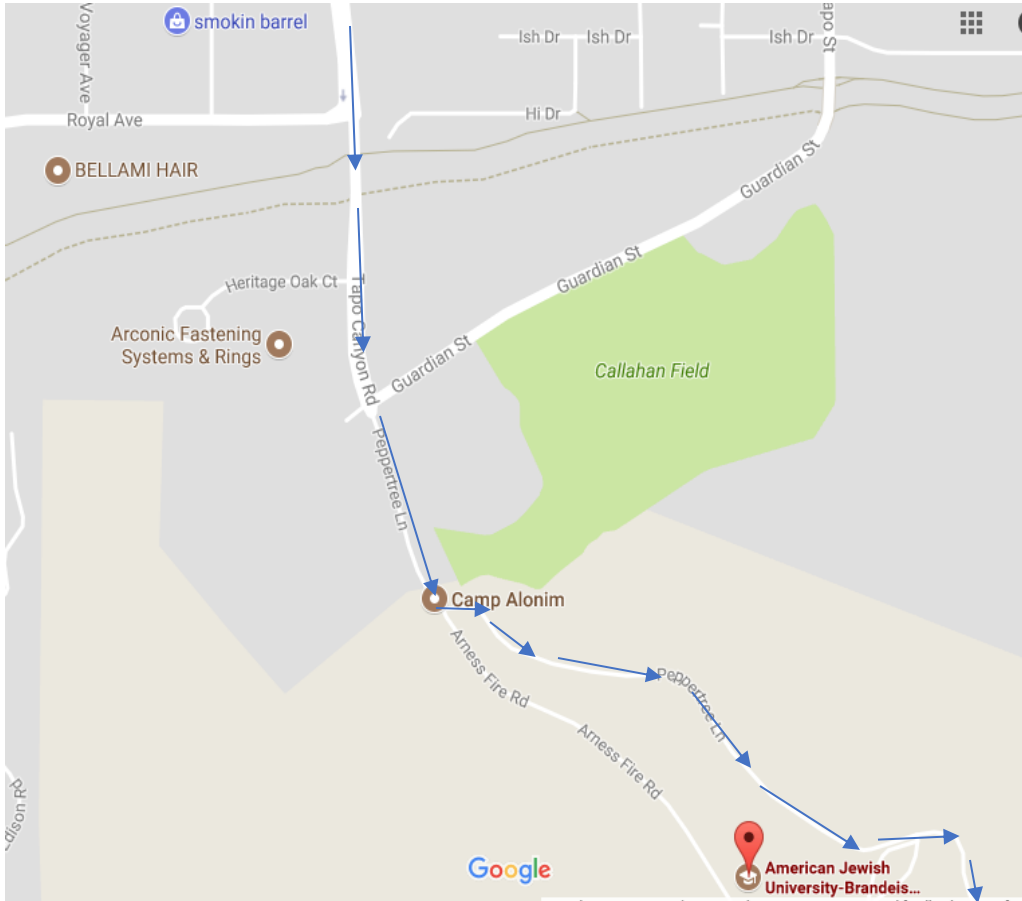 Voyager Ave
smokin barrel
Ish Dr
Ish Dr
Ish Dr
apo St
Royal Ave
Hi Dr
BELLAMI HAIR
Guardian St
Heritage Oak Ct
Guardian St
Tapo Canyon Rd
Arconic Fastening
Systems & Rings
Guardian St
Callahan Field
Peppertree Ln
Camp Alonim
Arness Fire Rd
Peppertree Ln
Arness Fire Rd
Edison R
Google
American Jewish
University-Brandeis...